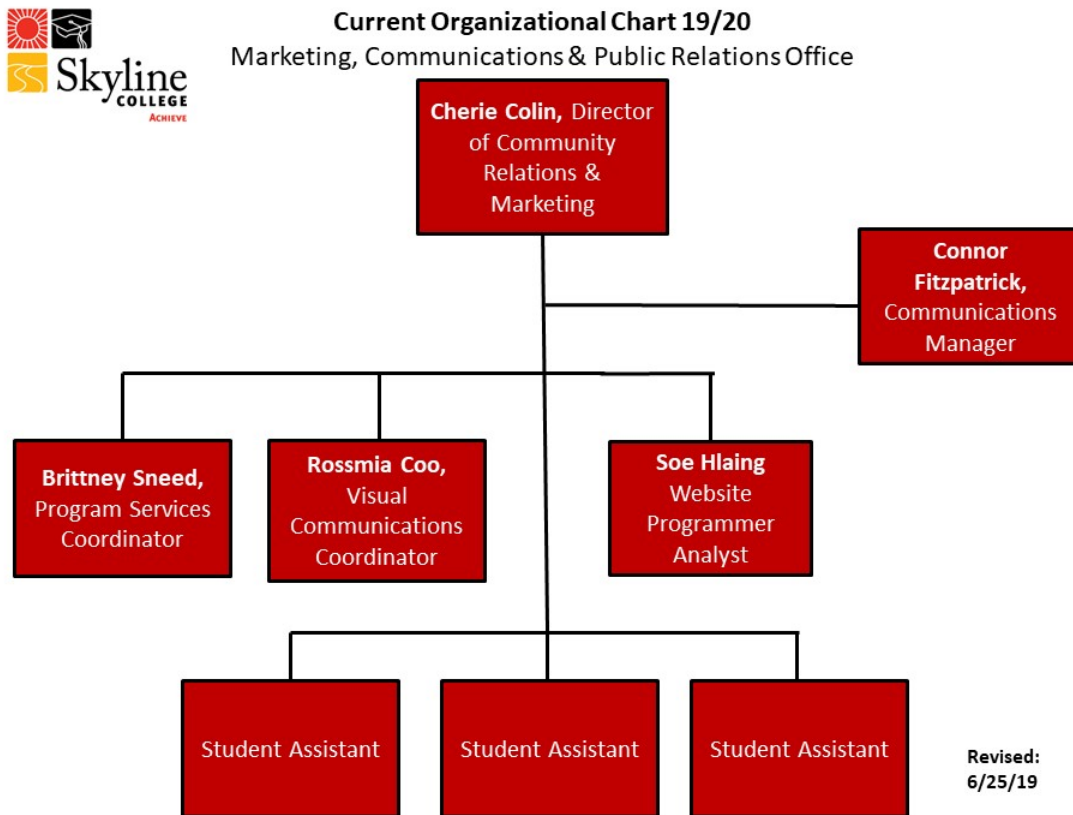 Current Organizational Chart 19/20
Marketing, Communications & Public Relations Office
Skyline
COLLEGE
ACHIEVE
Cherie Colin, Director
of Community
Relations &
Marketing
Connor
Fitzpatrick,
Communications
Manager
Brittney Sneed,
Program Services
Coordinator
Rossmia Coo,
Visual
Communications
Coordinator
Soe Hlaing
Website
Programmer
Analyst
Student Assistant
Student Assistant
Student Assistant
Revised:
6/25/19